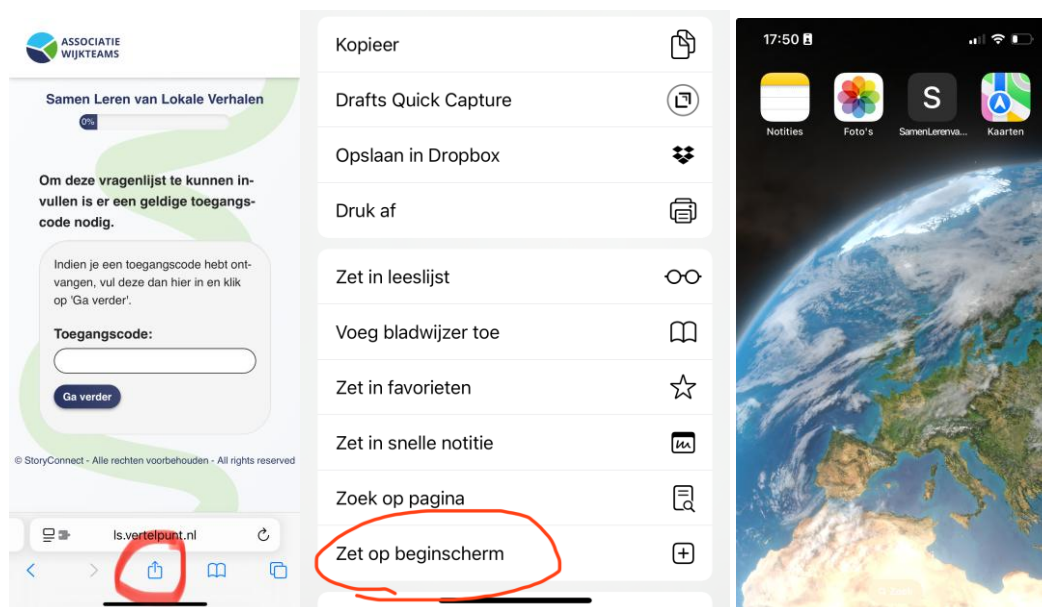 ASSOCIATIE
WIJKTEAMS
Samen Leren van Lokale Verhalen
0%
Om deze vragenlijst te kunnen in-
vullen is er een geldige toegangs-
code nodig.
Indien je een toegangscode hebt ont-
vangen, vul deze dan hier in en klik
op 'Ga verder'.
Toegangscode:
Ga verder
© StoryConnect - Alle rechten voorbehouden - All rights reserved
ls.vertelpunt.nl
Kopieer
Drafts Quick Capture
Opslaan in Dropbox
Druk af
Zet in leeslijst
Voeg bladwijzer toe
Zet in favorieten
Zet in snelle notitie
Zoek op pagina
Zet op beginscherm
17:50
S
Notities
Foto's
SamenLerenva...
Kaarten